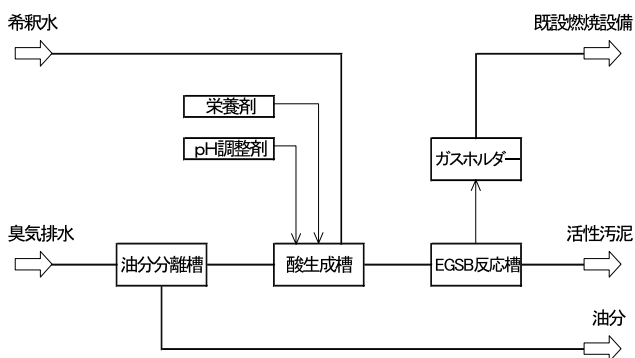 希釈水
既設燃焼設備
栄養剤
pH調整剤
ガスホルダー
臭気排水
活性汚泥
油分分離槽
酸生成槽
EGSB反応槽
油分